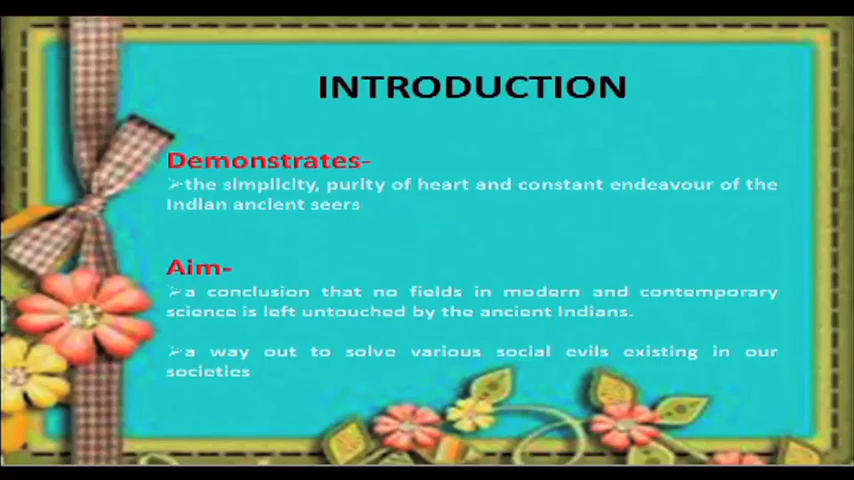 INTRODUCTION
Demonstrates-
➢the simplicity, purity of heart and constant endeavour of the
Indian ancient seers
Aim-
➢a conclusion that no fields in modern and contemporary
science is left untouched by the ancient Indians.
➢a way out to solve various social evils existing in our
societies